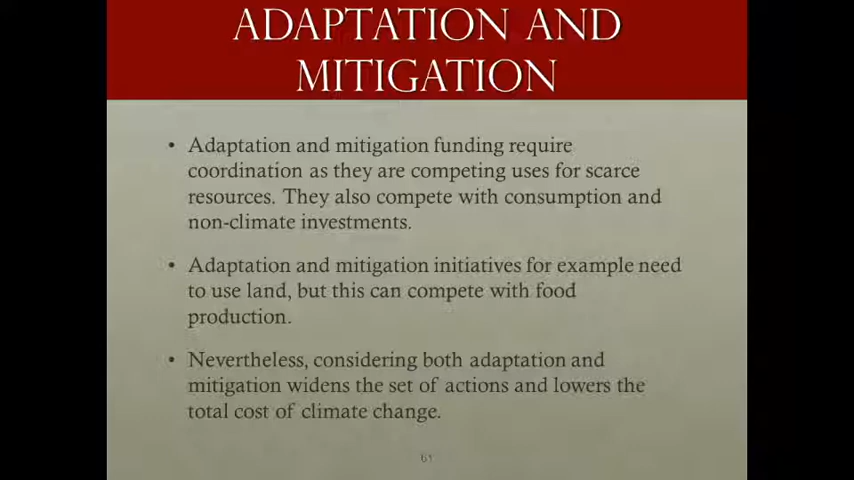 ADAPTATION AND
MITIGATION
• Adaptation and mitigation funding require
coordination as they are competing uses for scarce
resources. They also compete with consumption and
non-climate investments.
• Adaptation and mitigation initiatives for example need
to use land, but this can compete with food
production.
• Nevertheless, considering both adaptation and
mitigation widens the set of actions and lowers the
total cost of climate change.
61